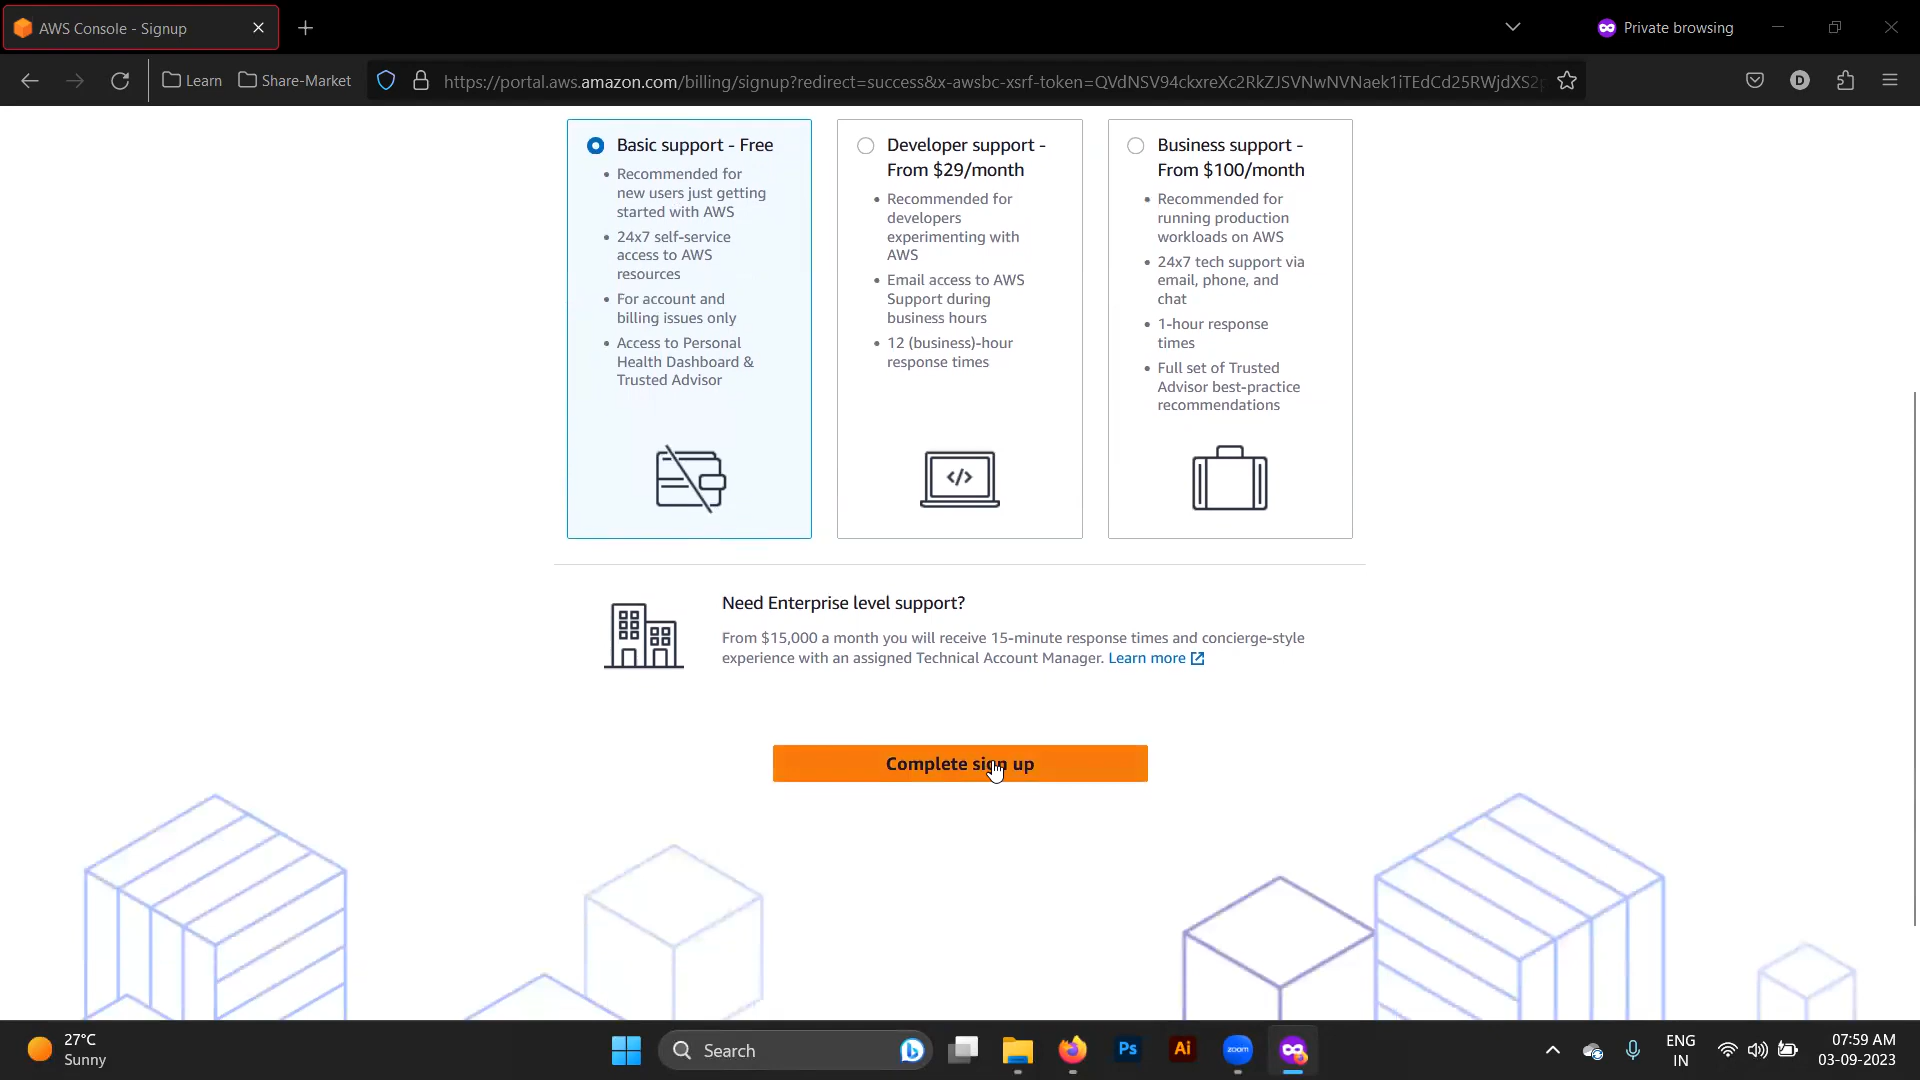 AWS Console - Signup
Private browsing
Learn
Share-Market
https://portal.aws.amazon.com/billing/signup?redirect=success&x-awsbc-xsrf-token=
D
Basic support - Free
Recommended for
new users just getting
started with AWS
24x7 self-service
access to AWS
resources
For account and
billing issues only
Access to Personal
Health Dashboard &
Trusted Advisor
Developer support -
From $29/month
Recommended for
developers
experimenting with
AWS
Email access to AWS
Support during
business hours
12 (business)-hour
response times
</>
Business support -
From $100/month
Recommended for
running production
workloads on AWS
24x7 tech support via
email, phone, and
chat
1-hour response
times
Full set of Trusted
Advisor best-practice
recommendations
Need Enterprise level support?
From $15,000 a month you will receive 15-minute response times and concierge-style
experience with an assigned Technical Account Manager. Learn more
Complete sign up
27°C
Sunny
Search
Ps
Ai
zoom
ENG
IN
07:59 AM
03-09-2023